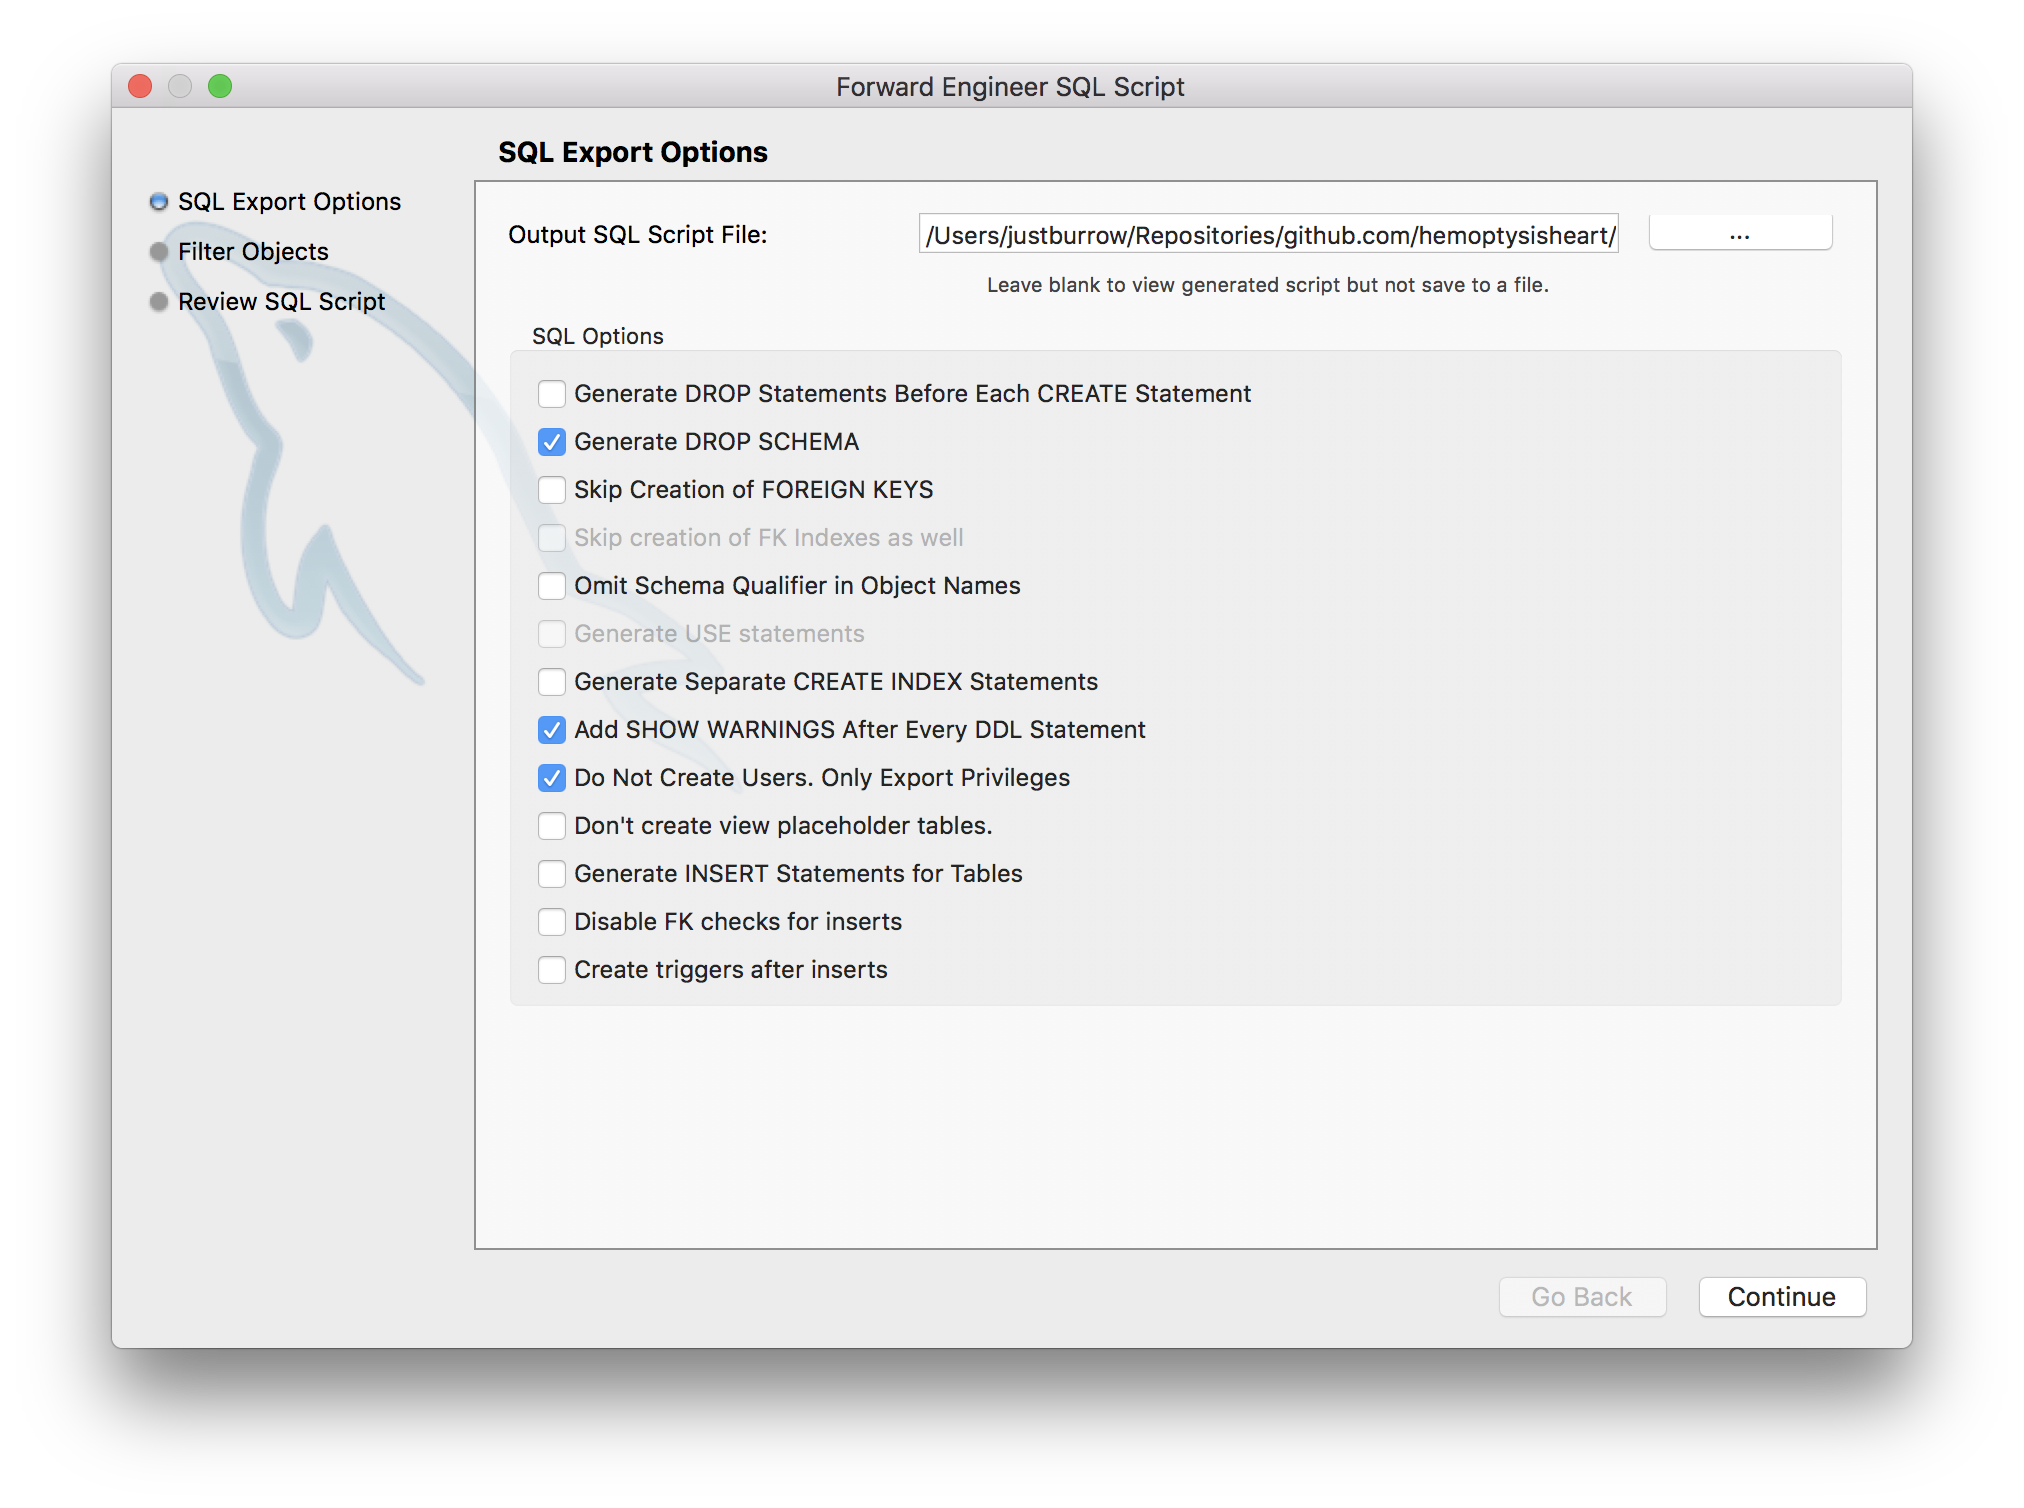 Forward Engineer SQL Script
SQL Export Options
SQL Export Options
Filter Objects
Review SQL Script
Output SQL Script File:
/Users/justburrow/Repositories/github.com/hemoptysisheart/
...
Leave blank to view generated script but not save to a file.
SQL Options
Generate DROP Statements Before Each CREATE Statement
Generate DROP SCHEMA
Skip Creation of FOREIGN KEYS
Skip creation of FK Indexes as well
Omit Schema Qualifier in Object Names
Generate USE statements
Generate Separate CREATE INDEX Statements
Add SHOW WARNINGS After Every DDL Statement
Do Not Create Users. Only Export Privileges
Don't create view placeholder tables.
Generate INSERT Statements for Tables
Disable FK checks for inserts
Create triggers after inserts
Go Back
Continue